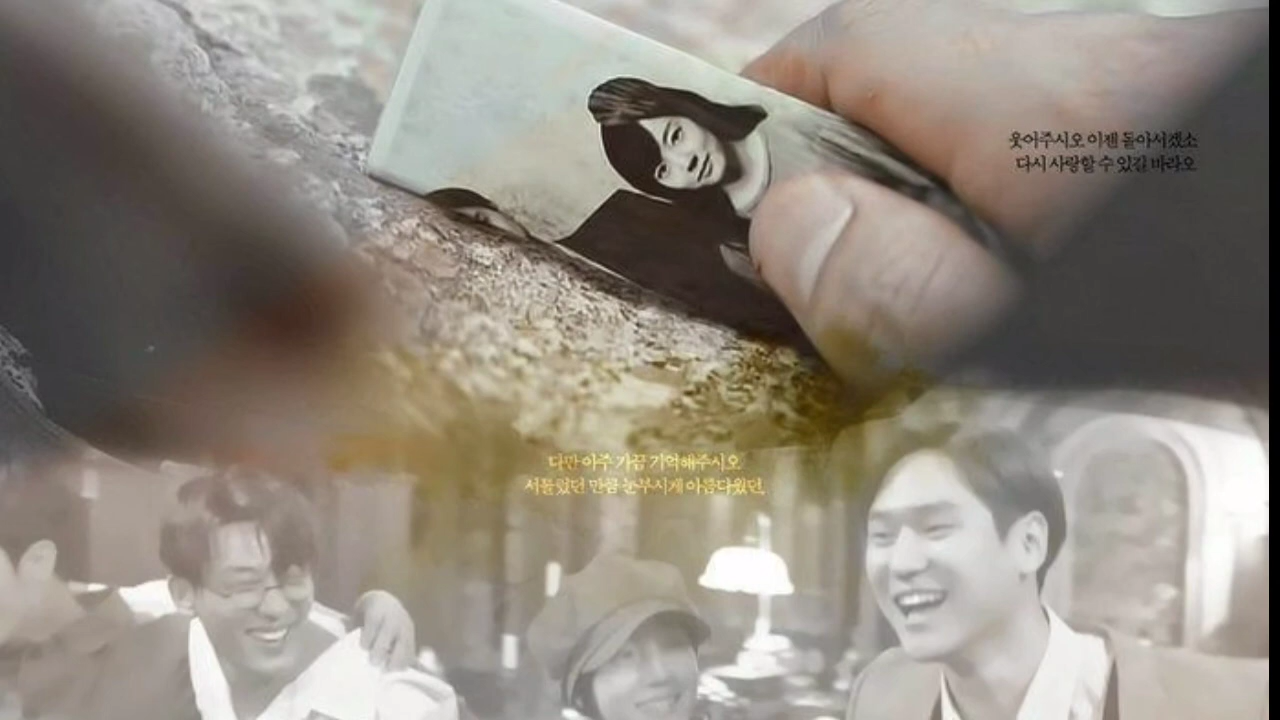 웃어주시오 이젠 돌아서겠소
다시 사랑할 수 있길 바라오
다만 아주 가끔 기억해주시오
서툴렀던 만큼 눈부시게 아름다웠던,